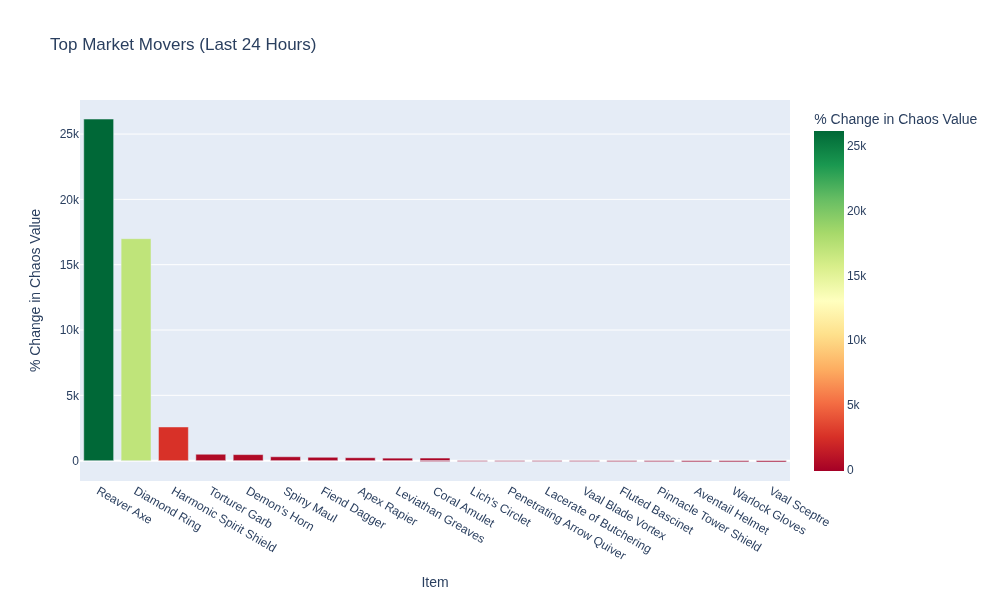 Top Market Movers (Last 24 Hours)
% Change in Chaos Value
25k
20k
15k
10k
5k
0
Reaver Axe
Diamond Ring
Harmonic Spirit Shield
Torturer Garb
Demon's Horn
Spiny Maul
Fiend Dagger
Apex Rapier
Leviathan Greaves
Coral Amulet
Lich's Circlet
Penetrating Arrow Quiver
Lacerate of Butchering
Vaal Blade Vortex
Fluted Bascinet
Pinnacle Tower Shield
Aventail Helmet
Warlock Gloves
Vaal Sceptre
Item
% Change in Chaos Value
25k
20k
15k
10k
5k
0